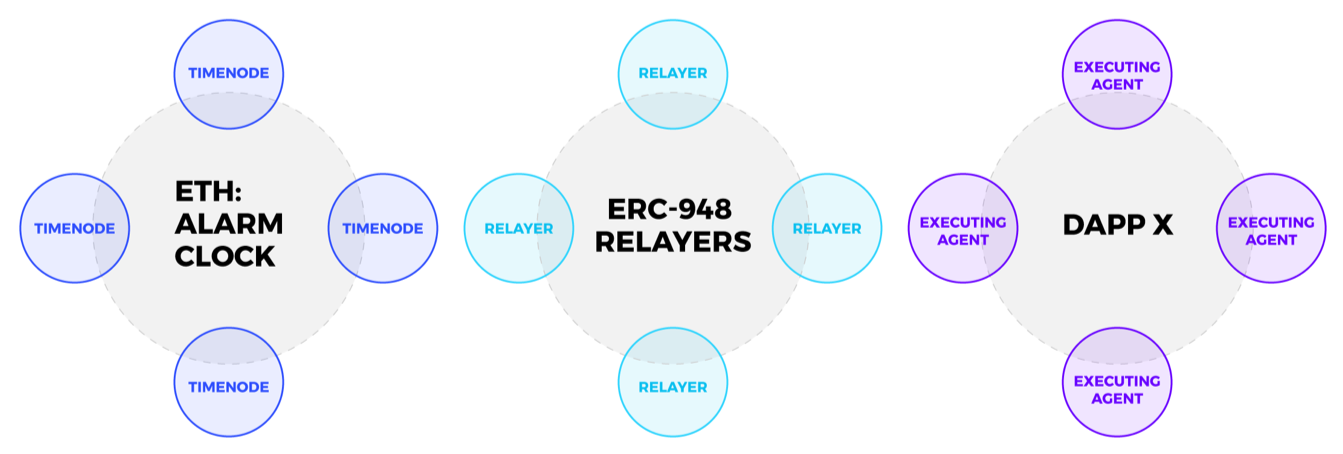 TIMENODE
TIMENODE
ETH:
ALARM
CLOCK
TIMENODE
TIMENODE
RELAYER
RELAYER
ERC-948
RELAYERS
RELAYER
RELAYER
EXECUTING
AGENT
EXECUTING
AGENT
DAPP X
EXECUTING
AGENT
EXECUTING
AGENT